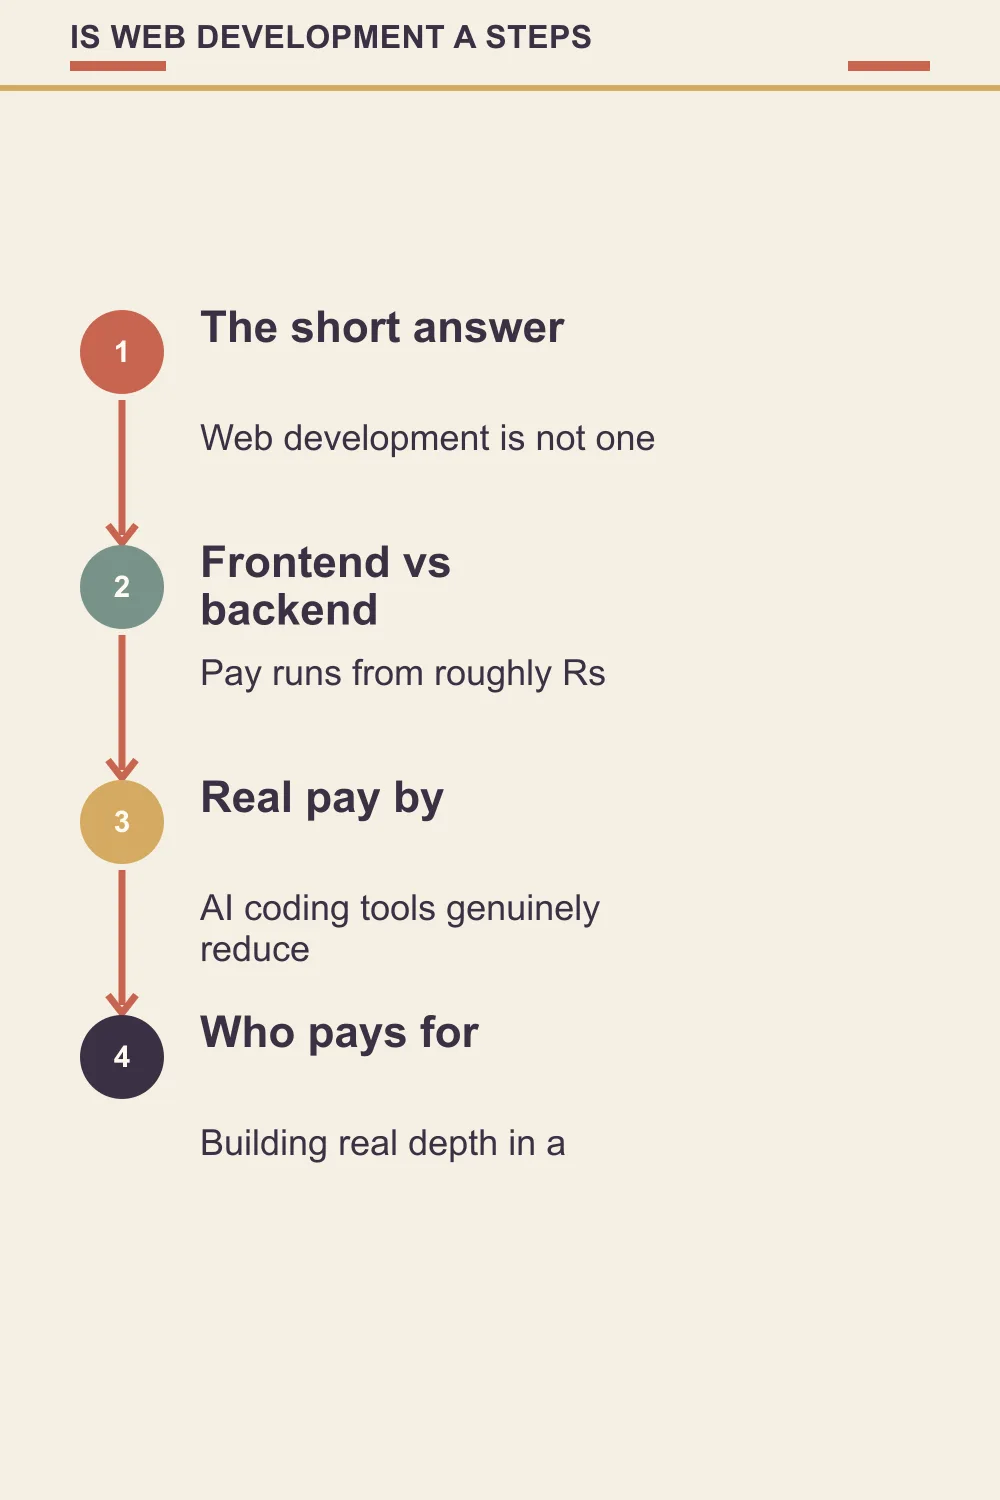 IS WEB DEVELOPMENT A STEPS
1
The short answer
Web development is not one
2
Frontend vs
backend
Pay runs from roughly Rs
3
Real pay by
AI coding tools genuinely
reduce
4
Who pays for
Building real depth in a